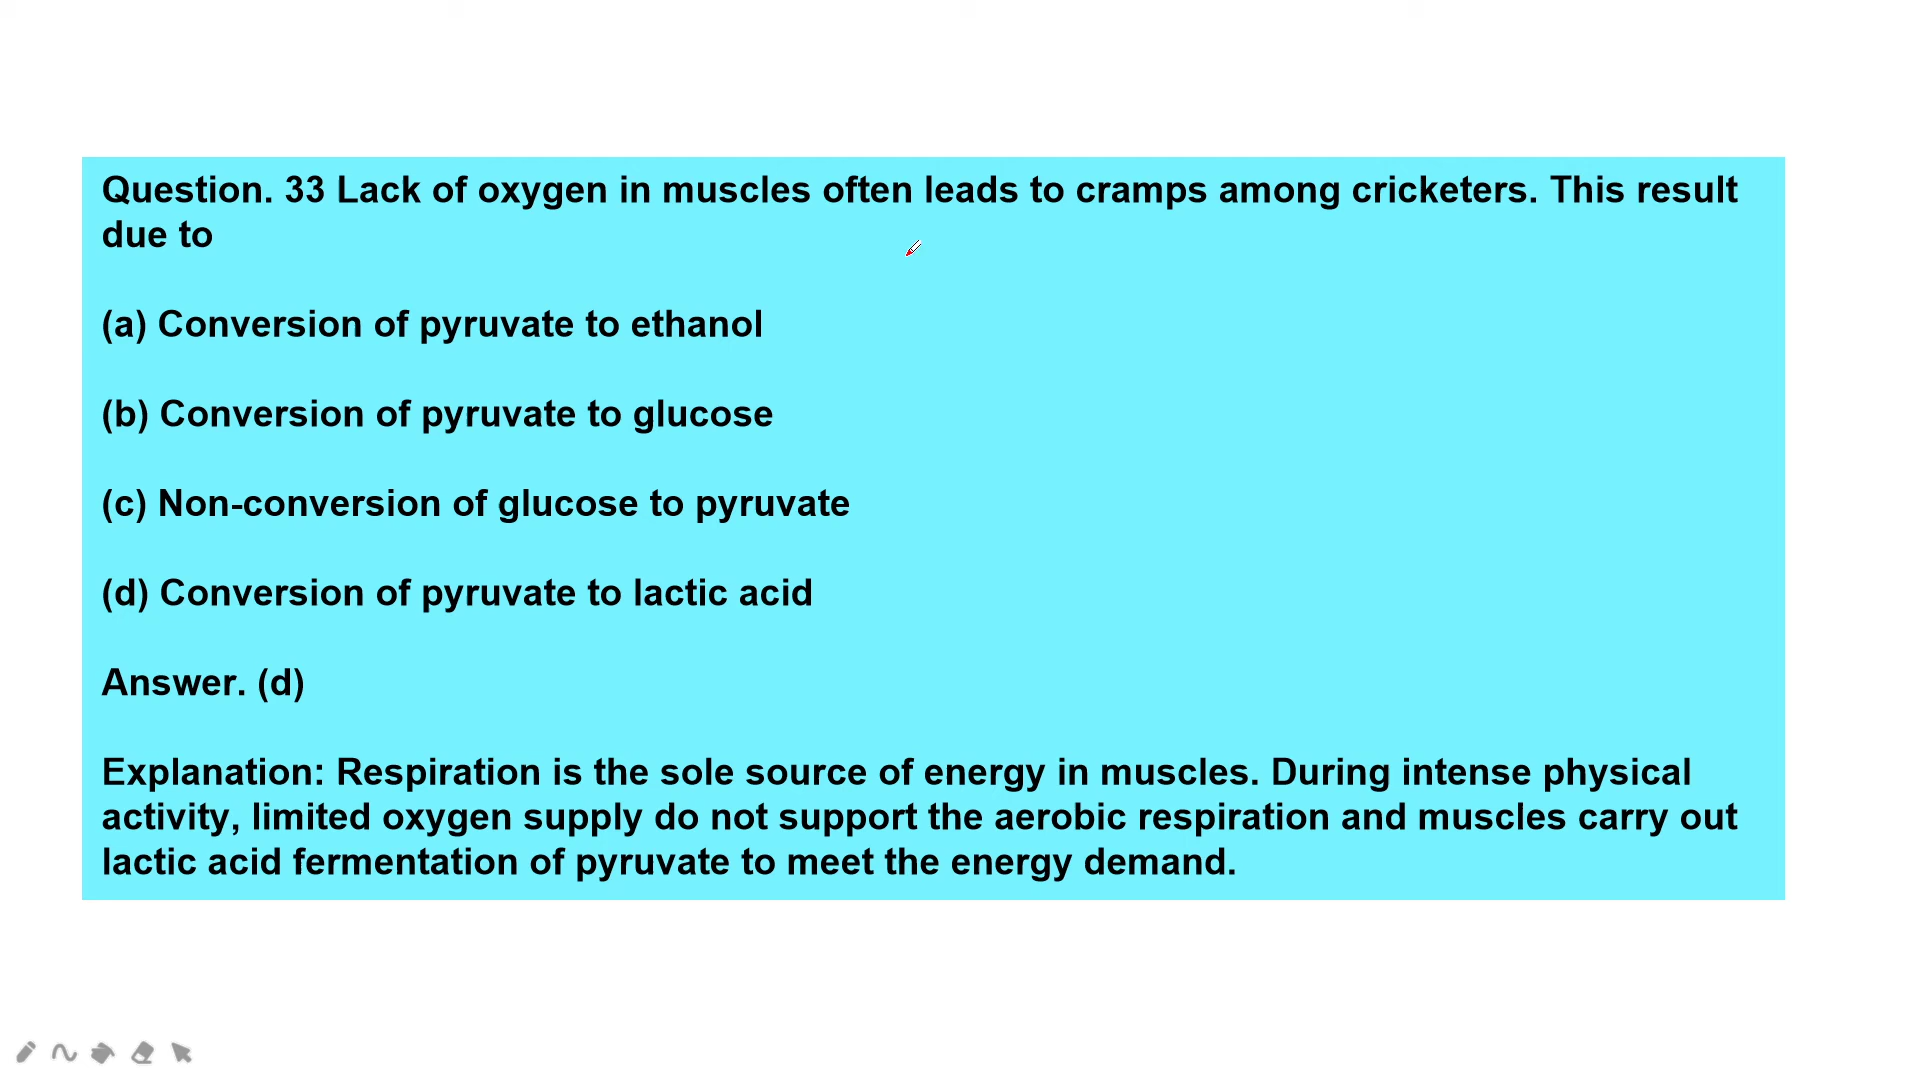 Question. 33 Lack of oxygen in muscles often leads to cramps among cricketers. This result
due to
(a) Conversion of pyruvate to ethanol
(b) Conversion of pyruvate to glucose
(c) Non-conversion of glucose to pyruvate
(d) Conversion of pyruvate to lactic acid
Answer. (d)
Explanation: Respiration is the sole source of energy in muscles. During intense physical
activity, limited oxygen supply do not support the aerobic respiration and muscles carry out
lactic acid fermentation of pyruvate to meet the energy demand.